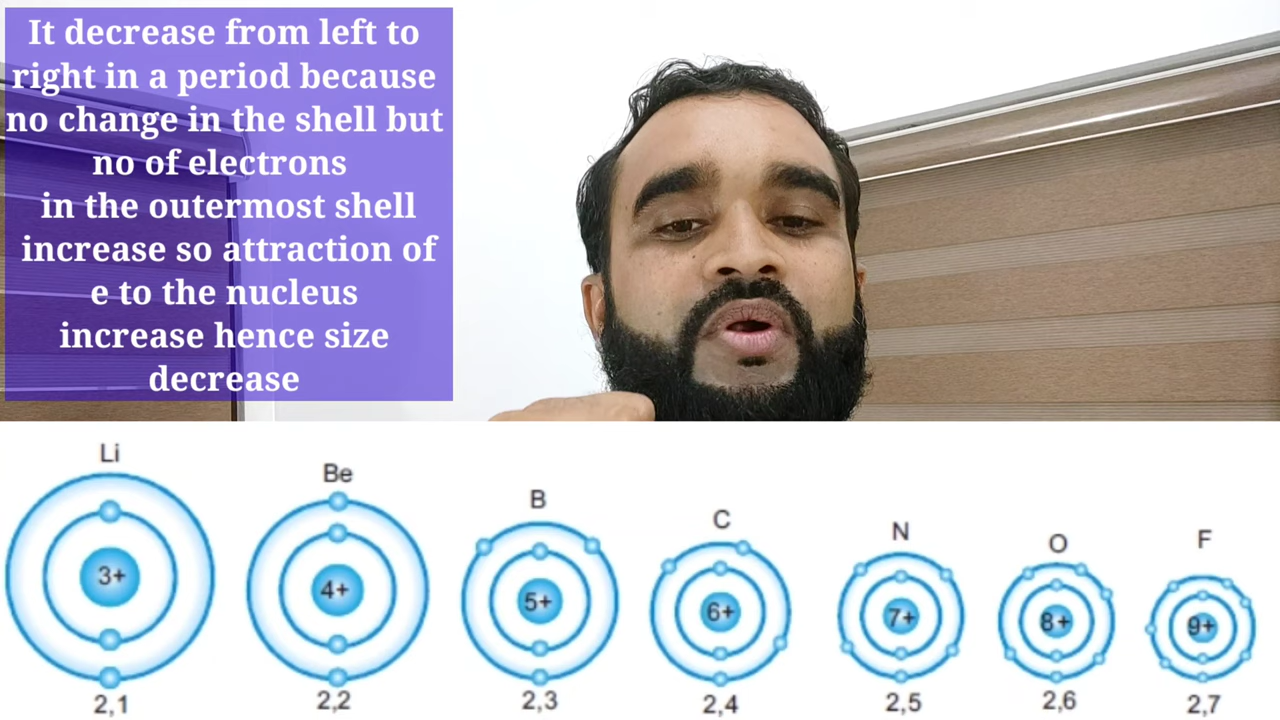 It decrease from left to
right in a period because
no change in the shell but
no of electrons
in the outermost shell
increase so attraction of
e to the nucleus
increase hence size
decrease
Li
Be
B
C
N
O
F
3+
4+
5+
6+
7+
8+
9+
2,1
2,2
2,3
2,4
2,5
2,6
2,7